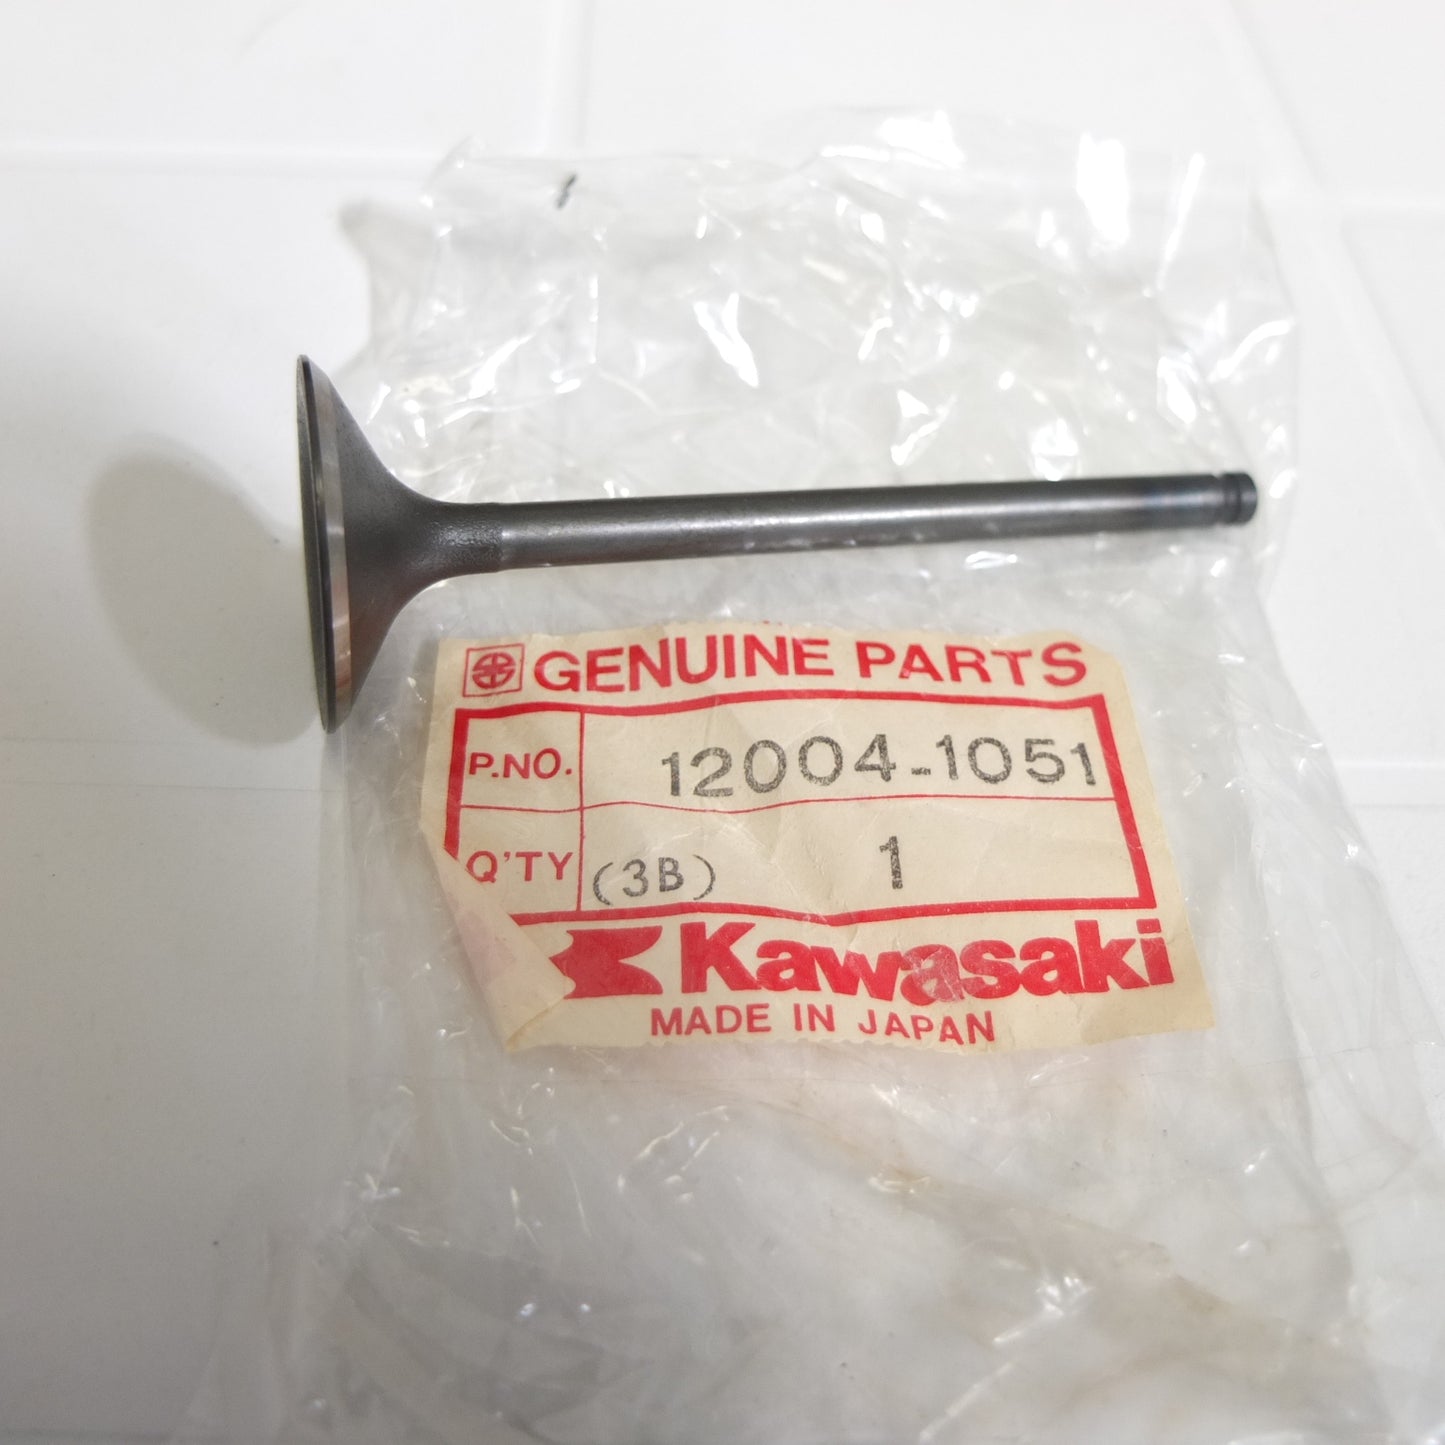 GENUINE PARTS
P.NO. 12004-1051
Q'TY (3B) 1
Kawasaki
MADE IN JAPAN